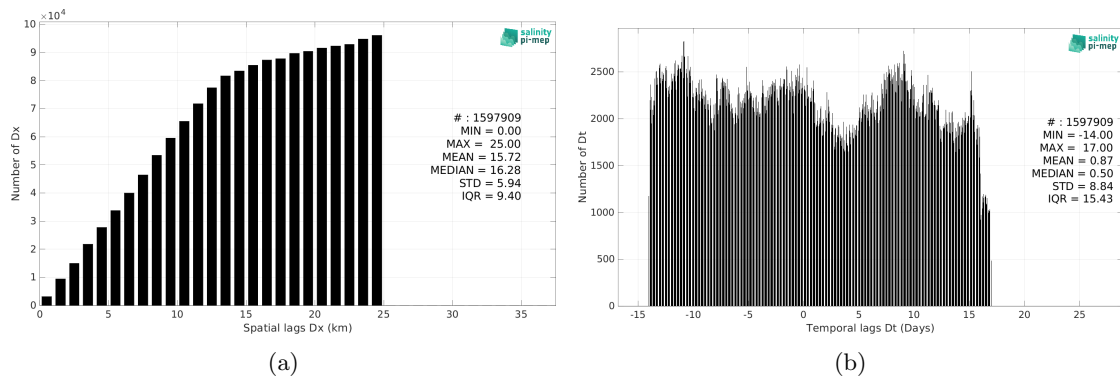 ×10⁴
10
9
8
7
6
5
4
3
2
1
0
Number of Dx
0 5 10 15 20 25 30 35
Spatial lags Dx (km)
salinity
pi-mep
# : 1597909
MIN = 0.00
MAX = 25.00
MEAN = 15.72
MEDIAN = 16.28
STD = 5.94
IQR = 9.40
(a)
2500
2000
1500
1000
500
0
Number of Dt
-15 -10 -5 0 5 10 15 20 25
Temporal lags Dt (Days)
salinity
pi-mep
# : 1597909
MIN = -14.00
MAX = 17.00
MEAN = 0.87
MEDIAN = 0.50
STD = 8.84
IQR = 15.43
(b)